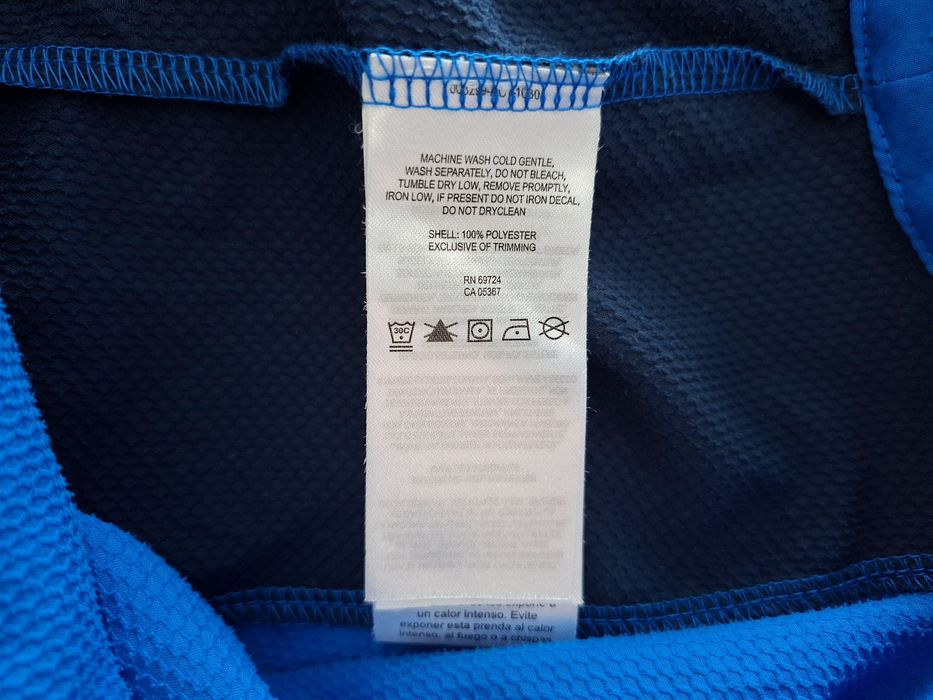 MACHINE WASH COLD GENTLE,
WASH SEPARATELY, DO NOT BLEACH,
TUMBLE DRY LOW, REMOVE PROMPTLY,
IRON LOW, IF PRESENT DO NOT IRON DECAL,
DO NOT DRYCLEAN
SHELL: 100% POLYESTER
EXCLUSIVE OF TRIMMING
RN 69724
CA 05367
30C
un calor intenso. Evite
exponer esta prenda al calor
intenso, al fuego o a chispas